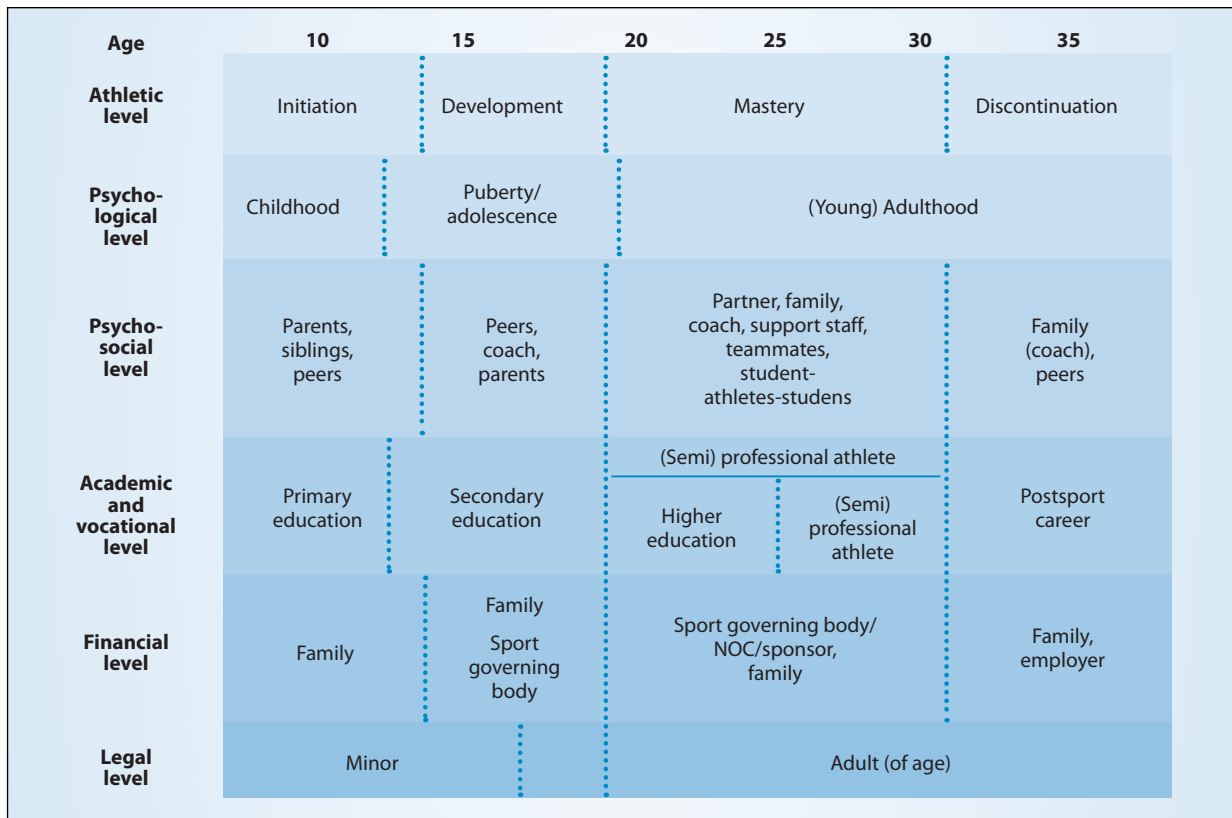 Age 10 15 20 25 30 35
Athletic
level
Initiation
Development
Mastery
Discontinuation
Psycho-
logical
level
Childhood
Puberty/
adolescence
(Young) Adulthood
Psycho-
social
level
Parents,
siblings,
peers
Peers,
coach,
parents
Partner, family,
coach, support staff,
teammates,
student-
athletes-studens
Family
(coach),
peers
Academic
and
vocational
level
Primary
education
Secondary
education
(Semi) professional athlete
Higher
education
(Semi)
professional
athlete
Postsport
career
Financial
level
Family
Family
Sport
governing
body
Sport governing body/
NOC/sponsor,
family
Family,
employer
Legal
level
Minor
Adult (of age)